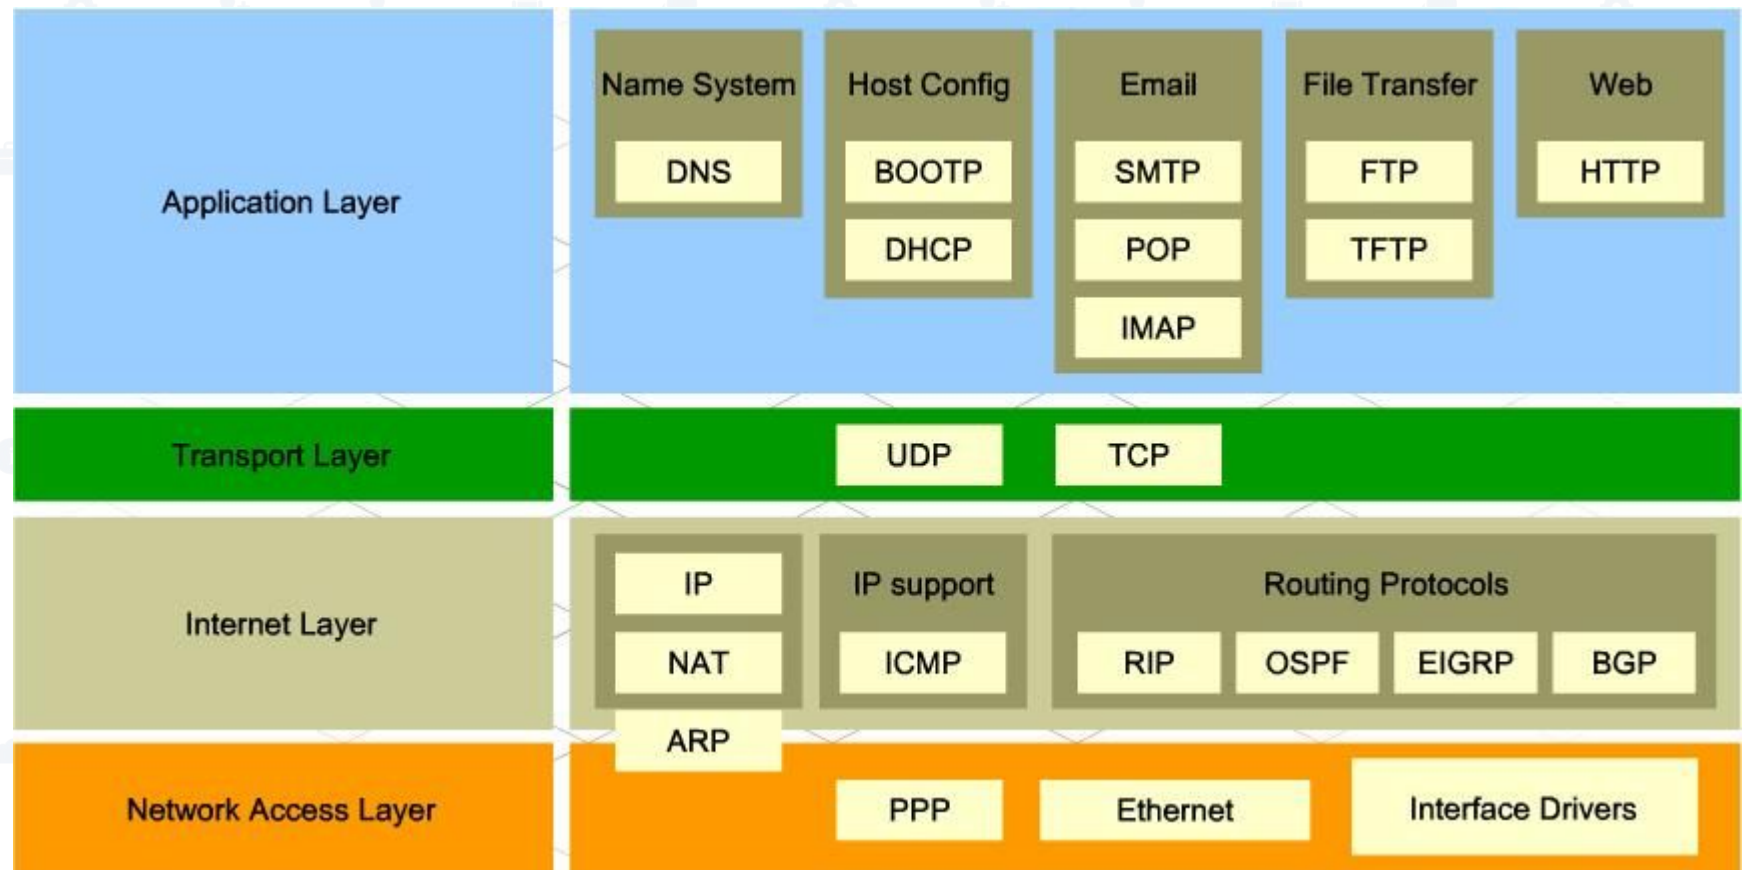 Application Layer
Name System
Host Config
Email
File Transfer
Web
DNS
BOOTP
SMTP
FTP
HTTP
DHCP
POP
TFTP
IMAP
Transport Layer
UDP
TCP
Internet Layer
IP
IP support
Routing Protocols
NAT
ICMP
RIP
OSPF
EIGRP
BGP
ARP
Network Access Layer
PPP
Ethernet
Interface Drivers